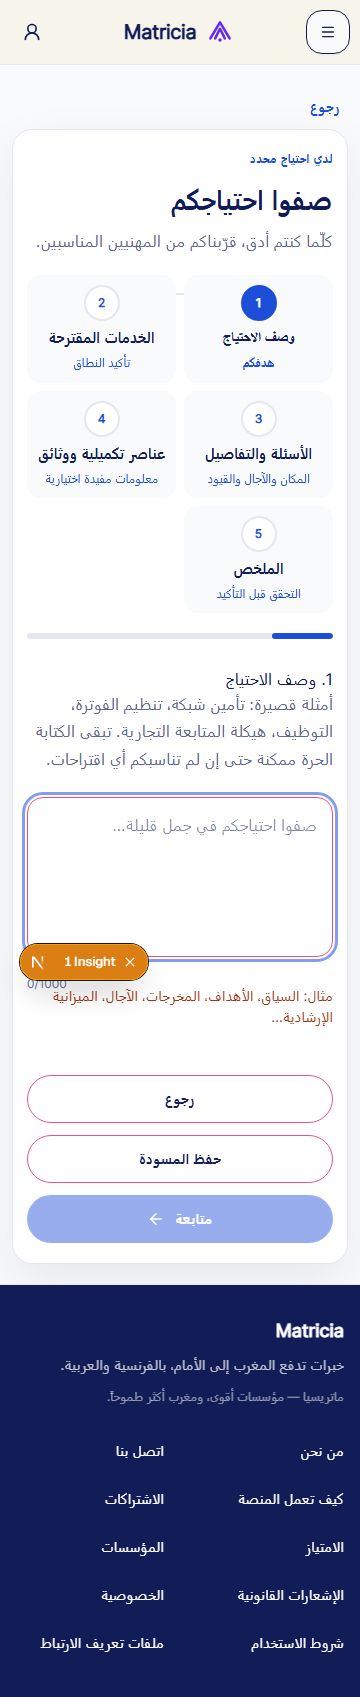 Matricia
رجوع
لدي احتياج محدد
صفوا احتياجكم
كلّما كنتم أدق، قرّبناكم من المهنيين المناسبين.
1
وصف الاحتياج
هدفكم
2
الخدمات المقترحة
تأكيد النطاق
3
الأسئلة والتفاصيل
المكان والآجال والقيود
4
عناصر تكميلية ووثائق
معلومات مفيدة اختيارية
5
الملخص
التحقق قبل التأكيد
1. وصف الاحتياج
أمثلة قصيرة: تأمين شبكة، تنظيم الفوترة،
التوظيف، هيكلة المتابعة التجارية. تبقى الكتابة
الحرة ممكنة حتى إن لم تناسبكم أي اقتراحات.
صفوا احتياجكم في جمل قليلة...
1 Insight
0/1000
مثال: السياق، الأهداف، المخرجات، الآجال، الميزانية
الإرشادية...
رجوع
حفظ المسودة
متابعة
Matricia
خبرات تدفع المغرب إلى الأمام، بالفرنسية والعربية.
ماتريسيا — مؤسسات أقوى، ومغرب أكثر طموحاً.
من نحن
اتصل بنا
كيف تعمل المنصة
الاشتراكات
الامتياز
المؤسسات
الإشعارات القانونية
الخصوصية
شروط الاستخدام
ملفات تعريف الارتباط